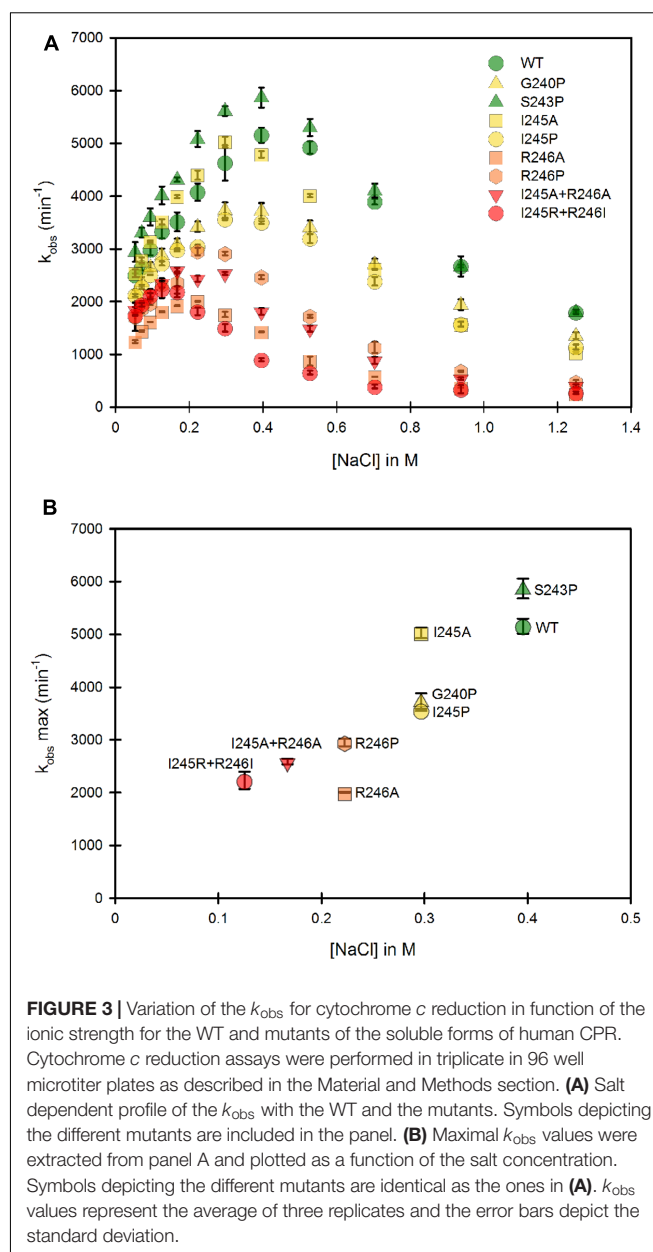 A
7000
6000
5000
4000
3000
2000
1000
0
k_obs (min⁻¹)
0 0.2 0.4 0.6 0.8 1.0 1.2 1.4
[NaCl] in M
WT
G240P
S243P
I245A
I245P
R246A
R246P
I245A+R246A
I245R+R246I
B
7000
6000
5000
4000
3000
2000
1000
0
k_obs max (min⁻¹)
S243P
WT
I245A
G240P
I245P
I245A+R246A
R246P
I245R+R246I
R246A
0 0.1 0.2 0.3 0.4 0.5
[NaCl] in M
FIGURE 3 | Variation of the k_obs for cytochrome c reduction in function of the
ionic strength for the WT and mutants of the soluble forms of human CPR.
Cytochrome c reduction assays were performed in triplicate in 96 well
microtiter plates as described in the Material and Methods section. (A) Salt
dependent profile of the k_obs with the WT and the mutants. Symbols depicting
the different mutants are included in the panel. (B) Maximal k_obs values were
extracted from panel A and plotted as a function of the salt concentration.
Symbols depicting the different mutants are identical as the ones in (A). k_obs
values represent the average of three replicates and the error bars depict the
standard deviation.